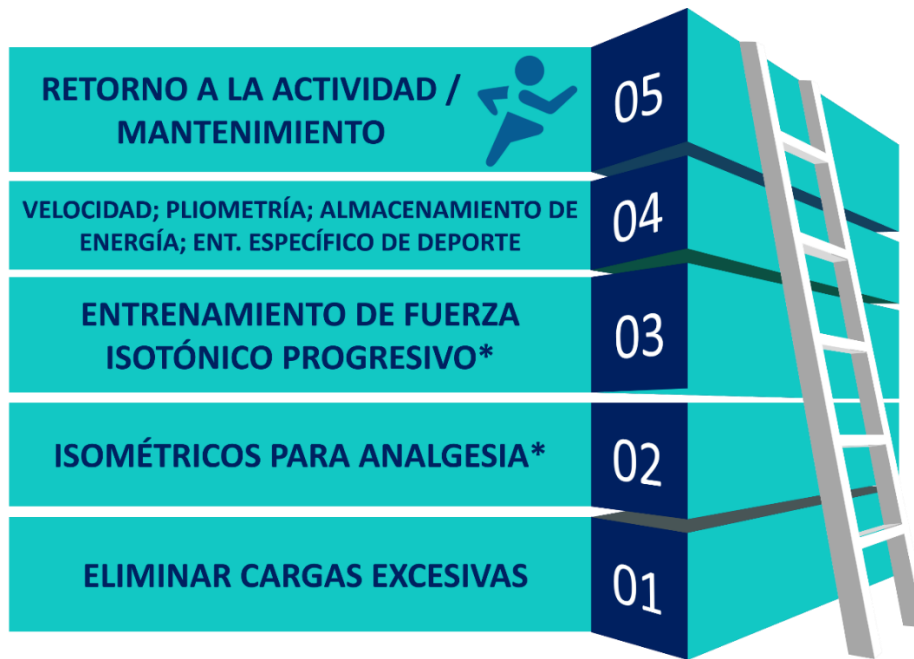 RETORNO A LA ACTIVIDAD /
MANTENIMIENTO
05
VELOCIDAD; PLIOMETRÍA; ALMACENAMIENTO DE
ENERGÍA; ENT. ESPECÍFICO DE DEPORTE
04
ENTRENAMIENTO DE FUERZA
ISOTÓNICO PROGRESIVO*
03
ISOMÉTRICOS PARA ANALGESIA*
02
ELIMINAR CARGAS EXCESIVAS
01